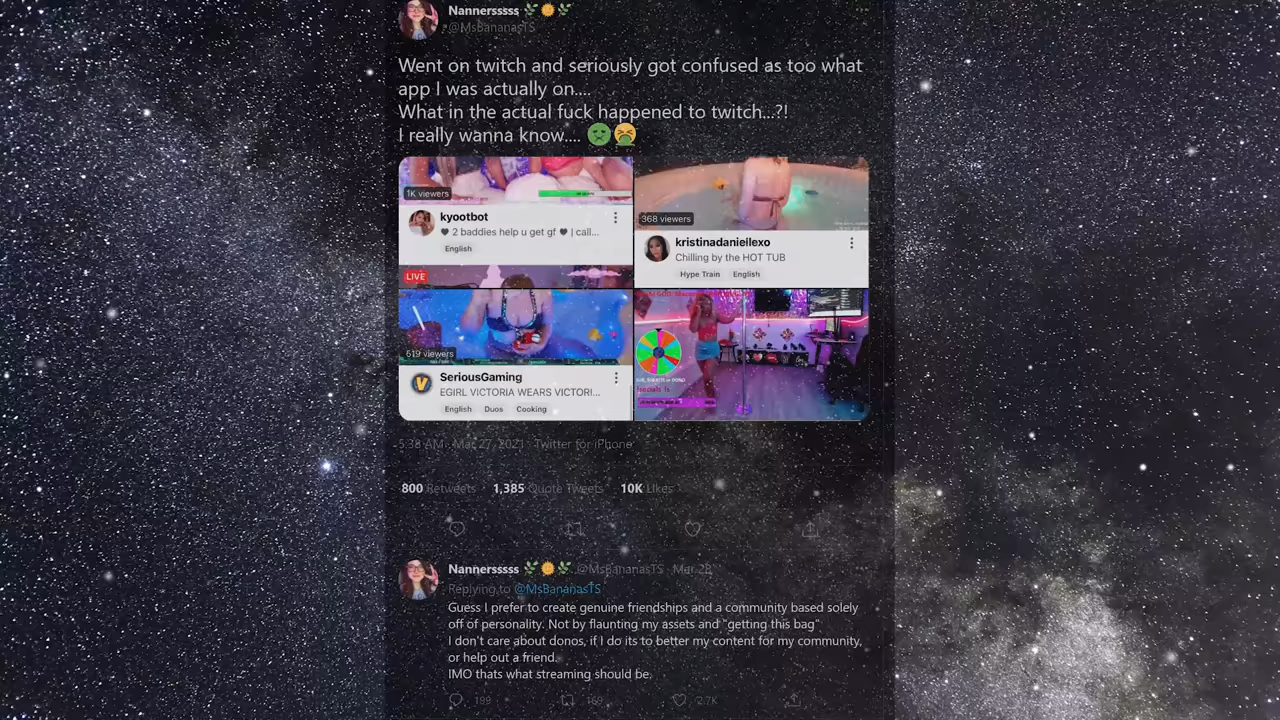 Nannersssss
@MsBananasTS
Went on twitch and seriously got confused as too what
app I was actually on....
What in the actual fuck happened to twitch...?!
I really wanna know....
1K viewers
kyootbot
2 baddies help u get gf ♥ | call...
English
LIVE
368 viewers
kristinadaniellexo
Chilling by the HOT TUB
Hype Train English
519 viewers
SeriousGaming
EGIRL VICTORIA WEARS VICTORI...
English Duos Cooking
5:38 AM · Mar 27, 2021 · Twitter for iPhone
800 Retweets 1,385 Quote Tweets 10K Likes
Nannersssss @MsBananasTS · Mar 28
Replying to @MsBananasTS
Guess I prefer to create genuine friendships and a community based solely
off of personality. Not by flaunting my assets and "getting this bag"
I don't care about donos, if I do its to better my content for my community,
or help out a friend.
IMO thats what streaming should be.
199 169 2.7K